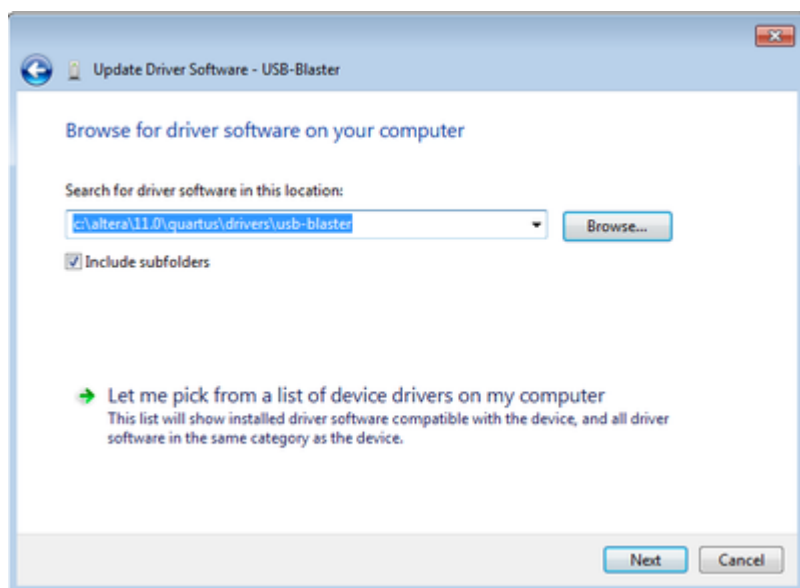 Update Driver Software - USB-Blaster
Browse for driver software on your computer
Search for driver software in this location:
c:\altera\11.0\quartus\drivers\usb-blaster
Browse...
Include subfolders
Let me pick from a list of device drivers on my computer
This list will show installed driver software compatible with the device, and all driver
software in the same category as the device.
Next
Cancel